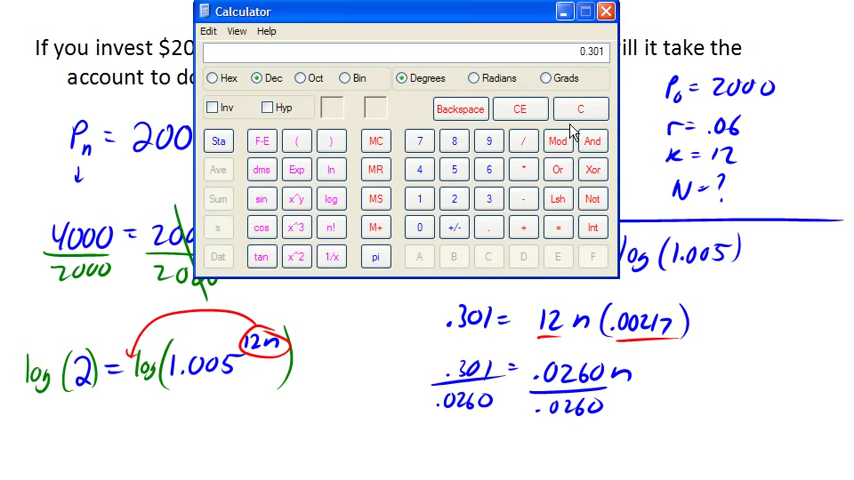 Calculator
Edit View Help
0.301
Hex Dec Oct Bin Degrees Radians Grads
Inv Hyp Backspace CE C
Sta F-E ( ) MC 7 8 9 / Mod And
Ave dms Exp ln MR 4 5 6 * Or Xor
Sum sin x^y log MS 1 2 3 - Lsh Not
s cos x^3 n! M+ 0 +/- . + = Int
Dat tan x^2 1/x pi A B C D E F
If you invest $20 will it take the
account to do
P₀ = 2000
r = .06
k = 12
N = ?
Pn = 200
4000 = 200
2000 2000
log(2) = log(1.005^12n)
log(1.005)
.301 = 12n(.00217)
.301 = .0260n
.0260 .0260